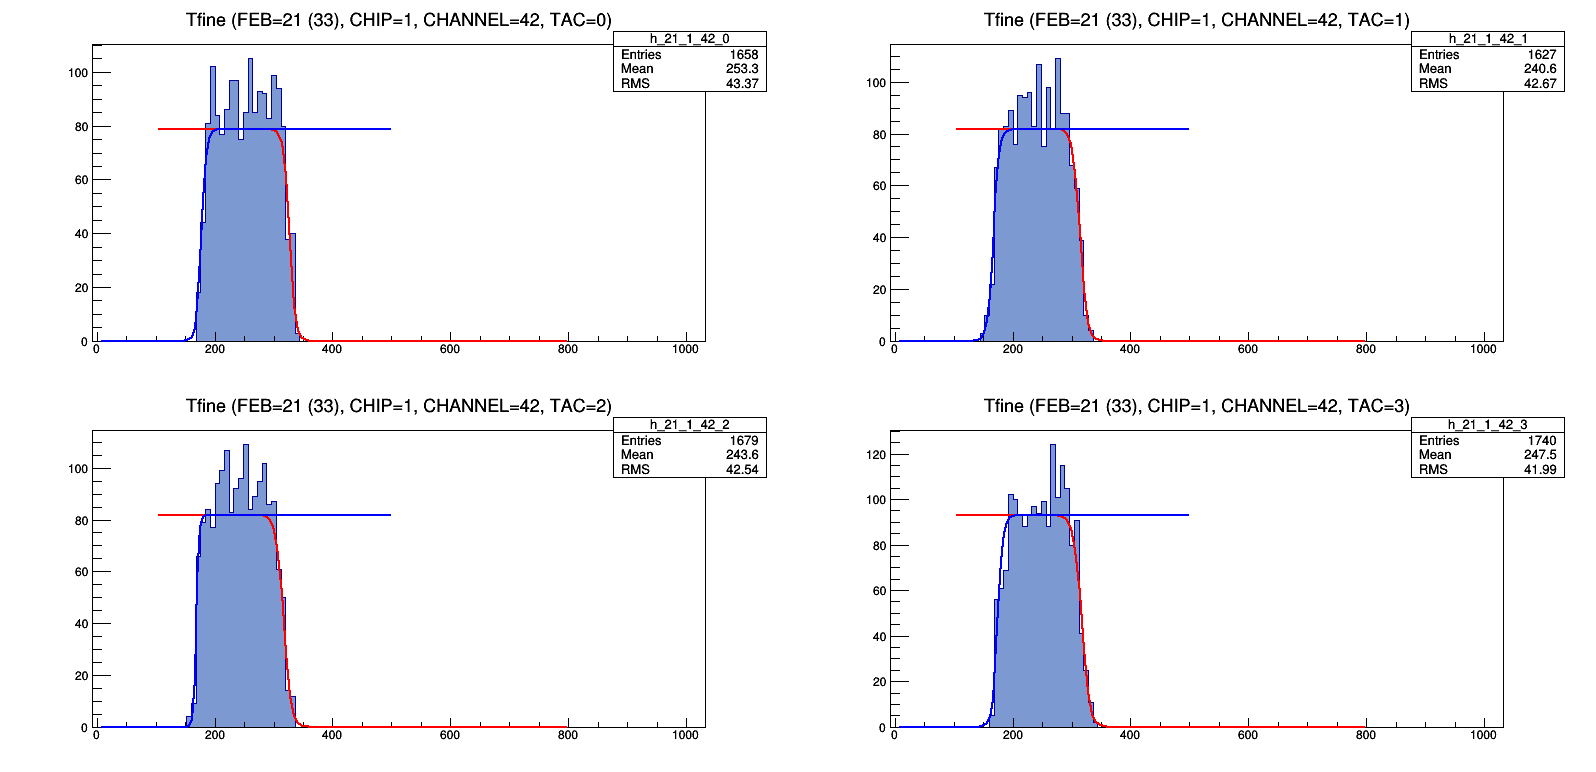 Tfine (FEB=21 (33), CHIP=1, CHANNEL=42, TAC=0)
h_21_1_42_0
Entries 1658
Mean 253.3
RMS 43.37
100
80
60
40
20
0
0 200 400 600 800 1000
Tfine (FEB=21 (33), CHIP=1, CHANNEL=42, TAC=1)
h_21_1_42_1
Entries 1627
Mean 240.6
RMS 42.67
100
80
60
40
20
0
0 200 400 600 800 1000
Tfine (FEB=21 (33), CHIP=1, CHANNEL=42, TAC=2)
h_21_1_42_2
Entries 1679
Mean 243.6
RMS 42.54
100
80
60
40
20
0
0 200 400 600 800 1000
Tfine (FEB=21 (33), CHIP=1, CHANNEL=42, TAC=3)
h_21_1_42_3
Entries 1740
Mean 247.5
RMS 41.99
120
100
80
60
40
20
0
0 200 400 600 800 1000